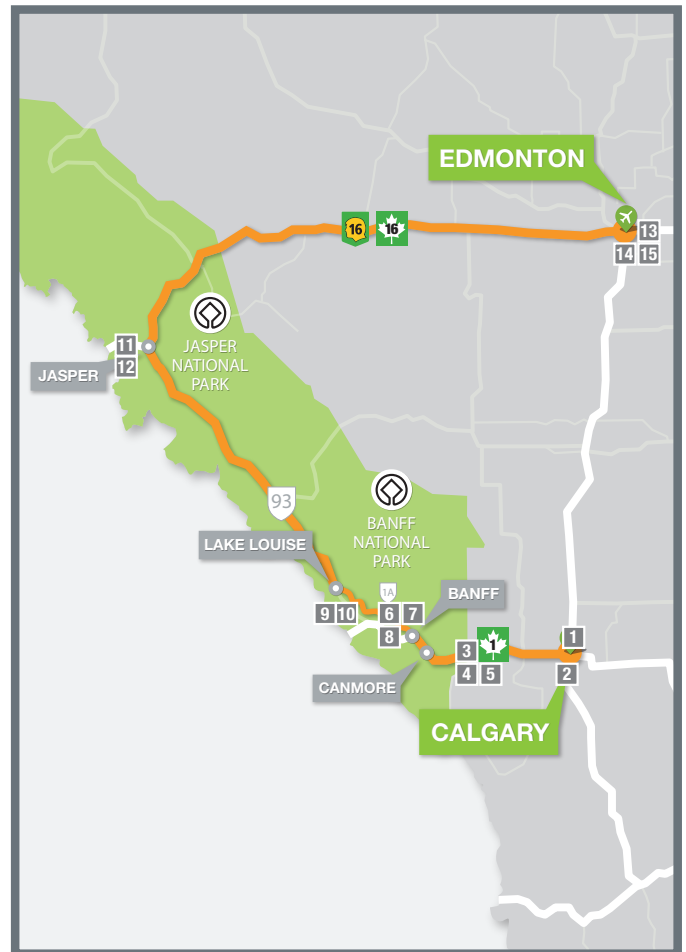 EDMONTON
16
16
13
14
15
11
12
JASPER
JASPER
NATIONAL
PARK
93
BANFF
NATIONAL
PARK
LAKE LOUISE
1A
BANFF
9
10
6
7
8
1
3
1
4
5
2
CANMORE
CALGARY